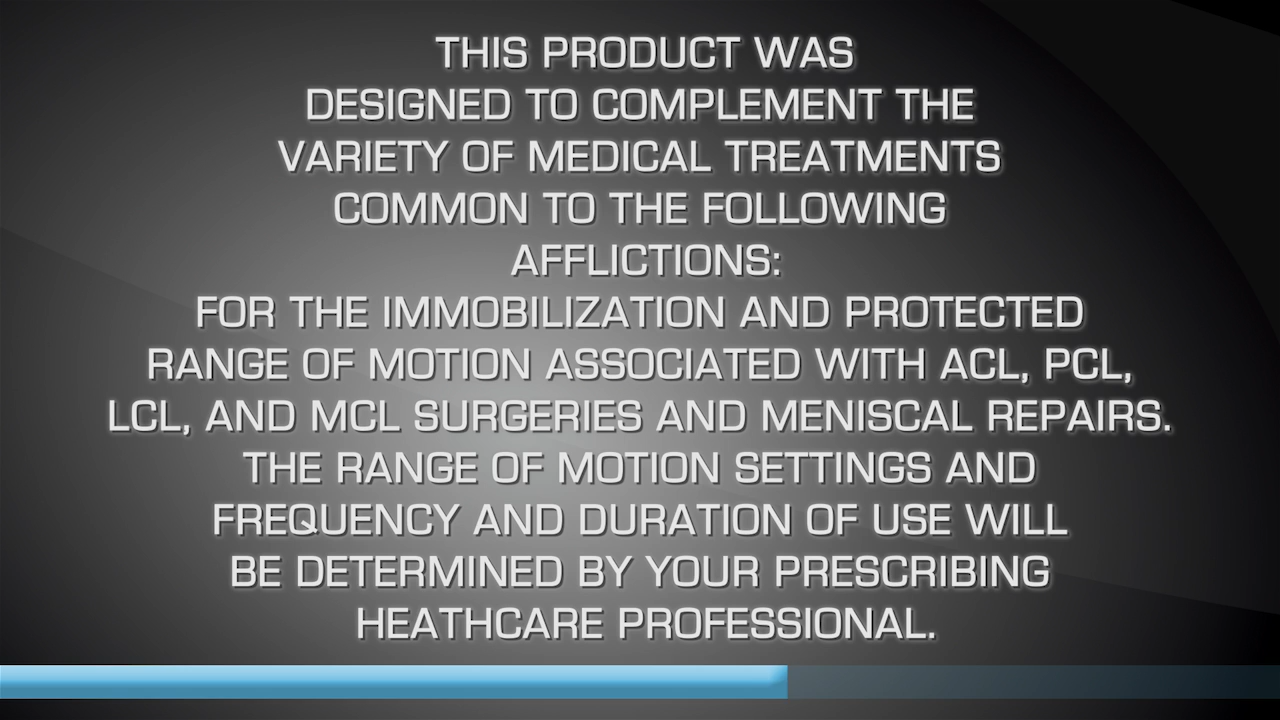 THIS PRODUCT WAS
DESIGNED TO COMPLEMENT THE
VARIETY OF MEDICAL TREATMENTS
COMMON TO THE FOLLOWING
AFFLICTIONS:
FOR THE IMMOBILIZATION AND PROTECTED
RANGE OF MOTION ASSOCIATED WITH ACL, PCL,
LCL, AND MCL SURGERIES AND MENISCAL REPAIRS.
THE RANGE OF MOTION SETTINGS AND
FREQUENCY AND DURATION OF USE WILL
BE DETERMINED BY YOUR PRESCRIBING
HEATHCARE PROFESSIONAL.